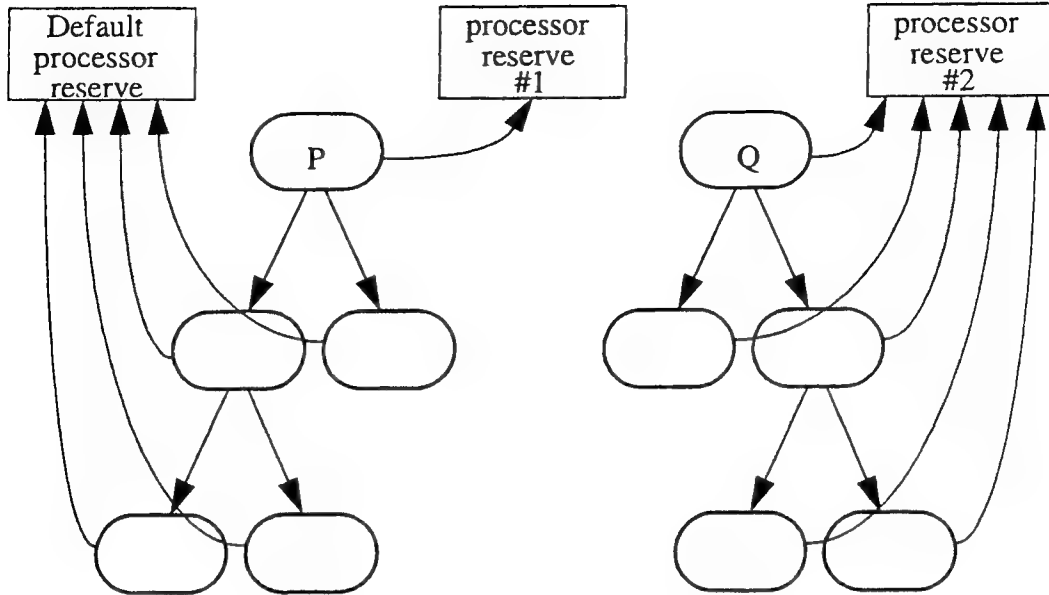 Default
processor
reserve
processor
reserve
#1
processor
reserve
#2
P
Q